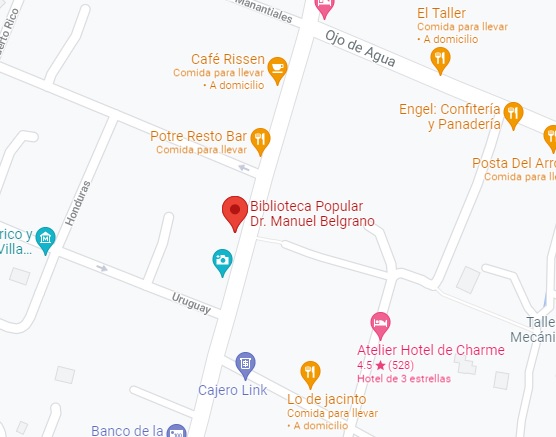 Manantiales
El Taller
Comida para llevar
• A domicilio
Ojo de Agua
Café Rissen
Comida para llevar
• A domicilio
Engel: Confitería
y Panadería
Potre Resto Bar
Comida para llevar
Posta Del Arro
Comida para lle
Honduras
Biblioteca Popular
Dr. Manuel Belgrano
rico y
Villa...
Uruguay
Talle
Mecáni
Atelier Hotel de Charme
4.5 ★ (528)
Hotel de 3 estrellas
Cajero Link
Lo de jacinto
Comida para llevar
• A domicilio
Banco de la